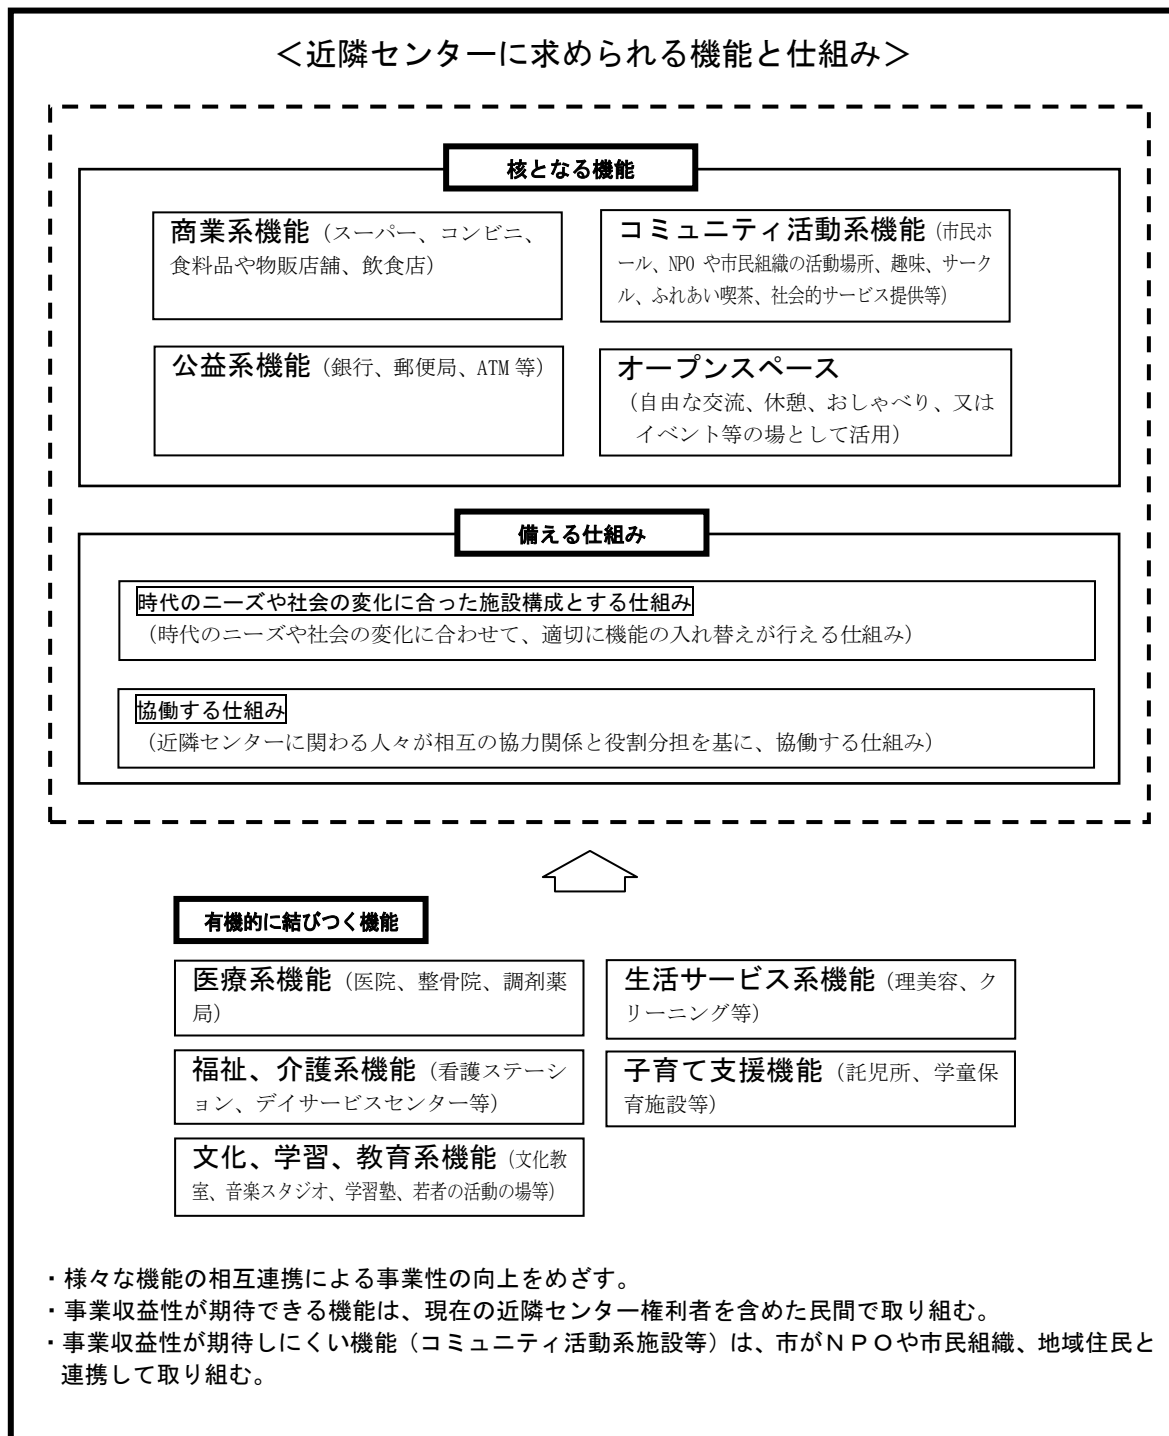 ＜近隣センターに求められる機能と仕組み＞
核となる機能
商業系機能（スーパー、コンビニ、
食料品や物販店舗、飲食店）
コミュニティ活動系機能（市民ホ
ール、NPO や市民組織の活動場所、趣味、サーク
ル、ふれあい喫茶、社会的サービス提供等）
公益系機能（銀行、郵便局、ATM 等）
オープンスペース
（自由な交流、休憩、おしゃべり、又は
イベント等の場として活用）
備える仕組み
時代のニーズや社会の変化に合った施設構成とする仕組み
（時代のニーズや社会の変化に合わせて、適切に機能の入れ替えが行える仕組み）
協働する仕組み
（近隣センターに関わる人々が相互の協力関係と役割分担を基に、協働する仕組み）
有機的に結びつく機能
医療系機能（医院、整骨院、調剤薬
局）
生活サービス系機能（理美容、ク
リーニング等）
福祉、介護系機能（看護ステーシ
ョン、デイサービスセンター等）
子育て支援機能（託児所、学童保
育施設等）
文化、学習、教育系機能（文化教
室、音楽スタジオ、学習塾、若者の活動の場等）
・様々な機能の相互連携による事業性の向上をめざす。
・事業収益性が期待できる機能は、現在の近隣センター権利者を含めた民間で取り組む。
・事業収益性が期待しにくい機能（コミュニティ活動系施設等）は、市がＮＰＯや市民組織、地域住民と
連携して取り組む。